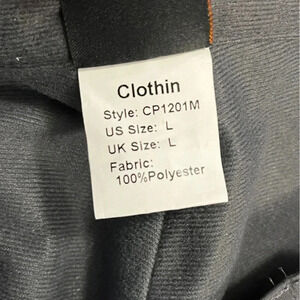 Clothin
Style: CP1201M
US Size: L
UK Size: L
Fabric:
100%Polyester